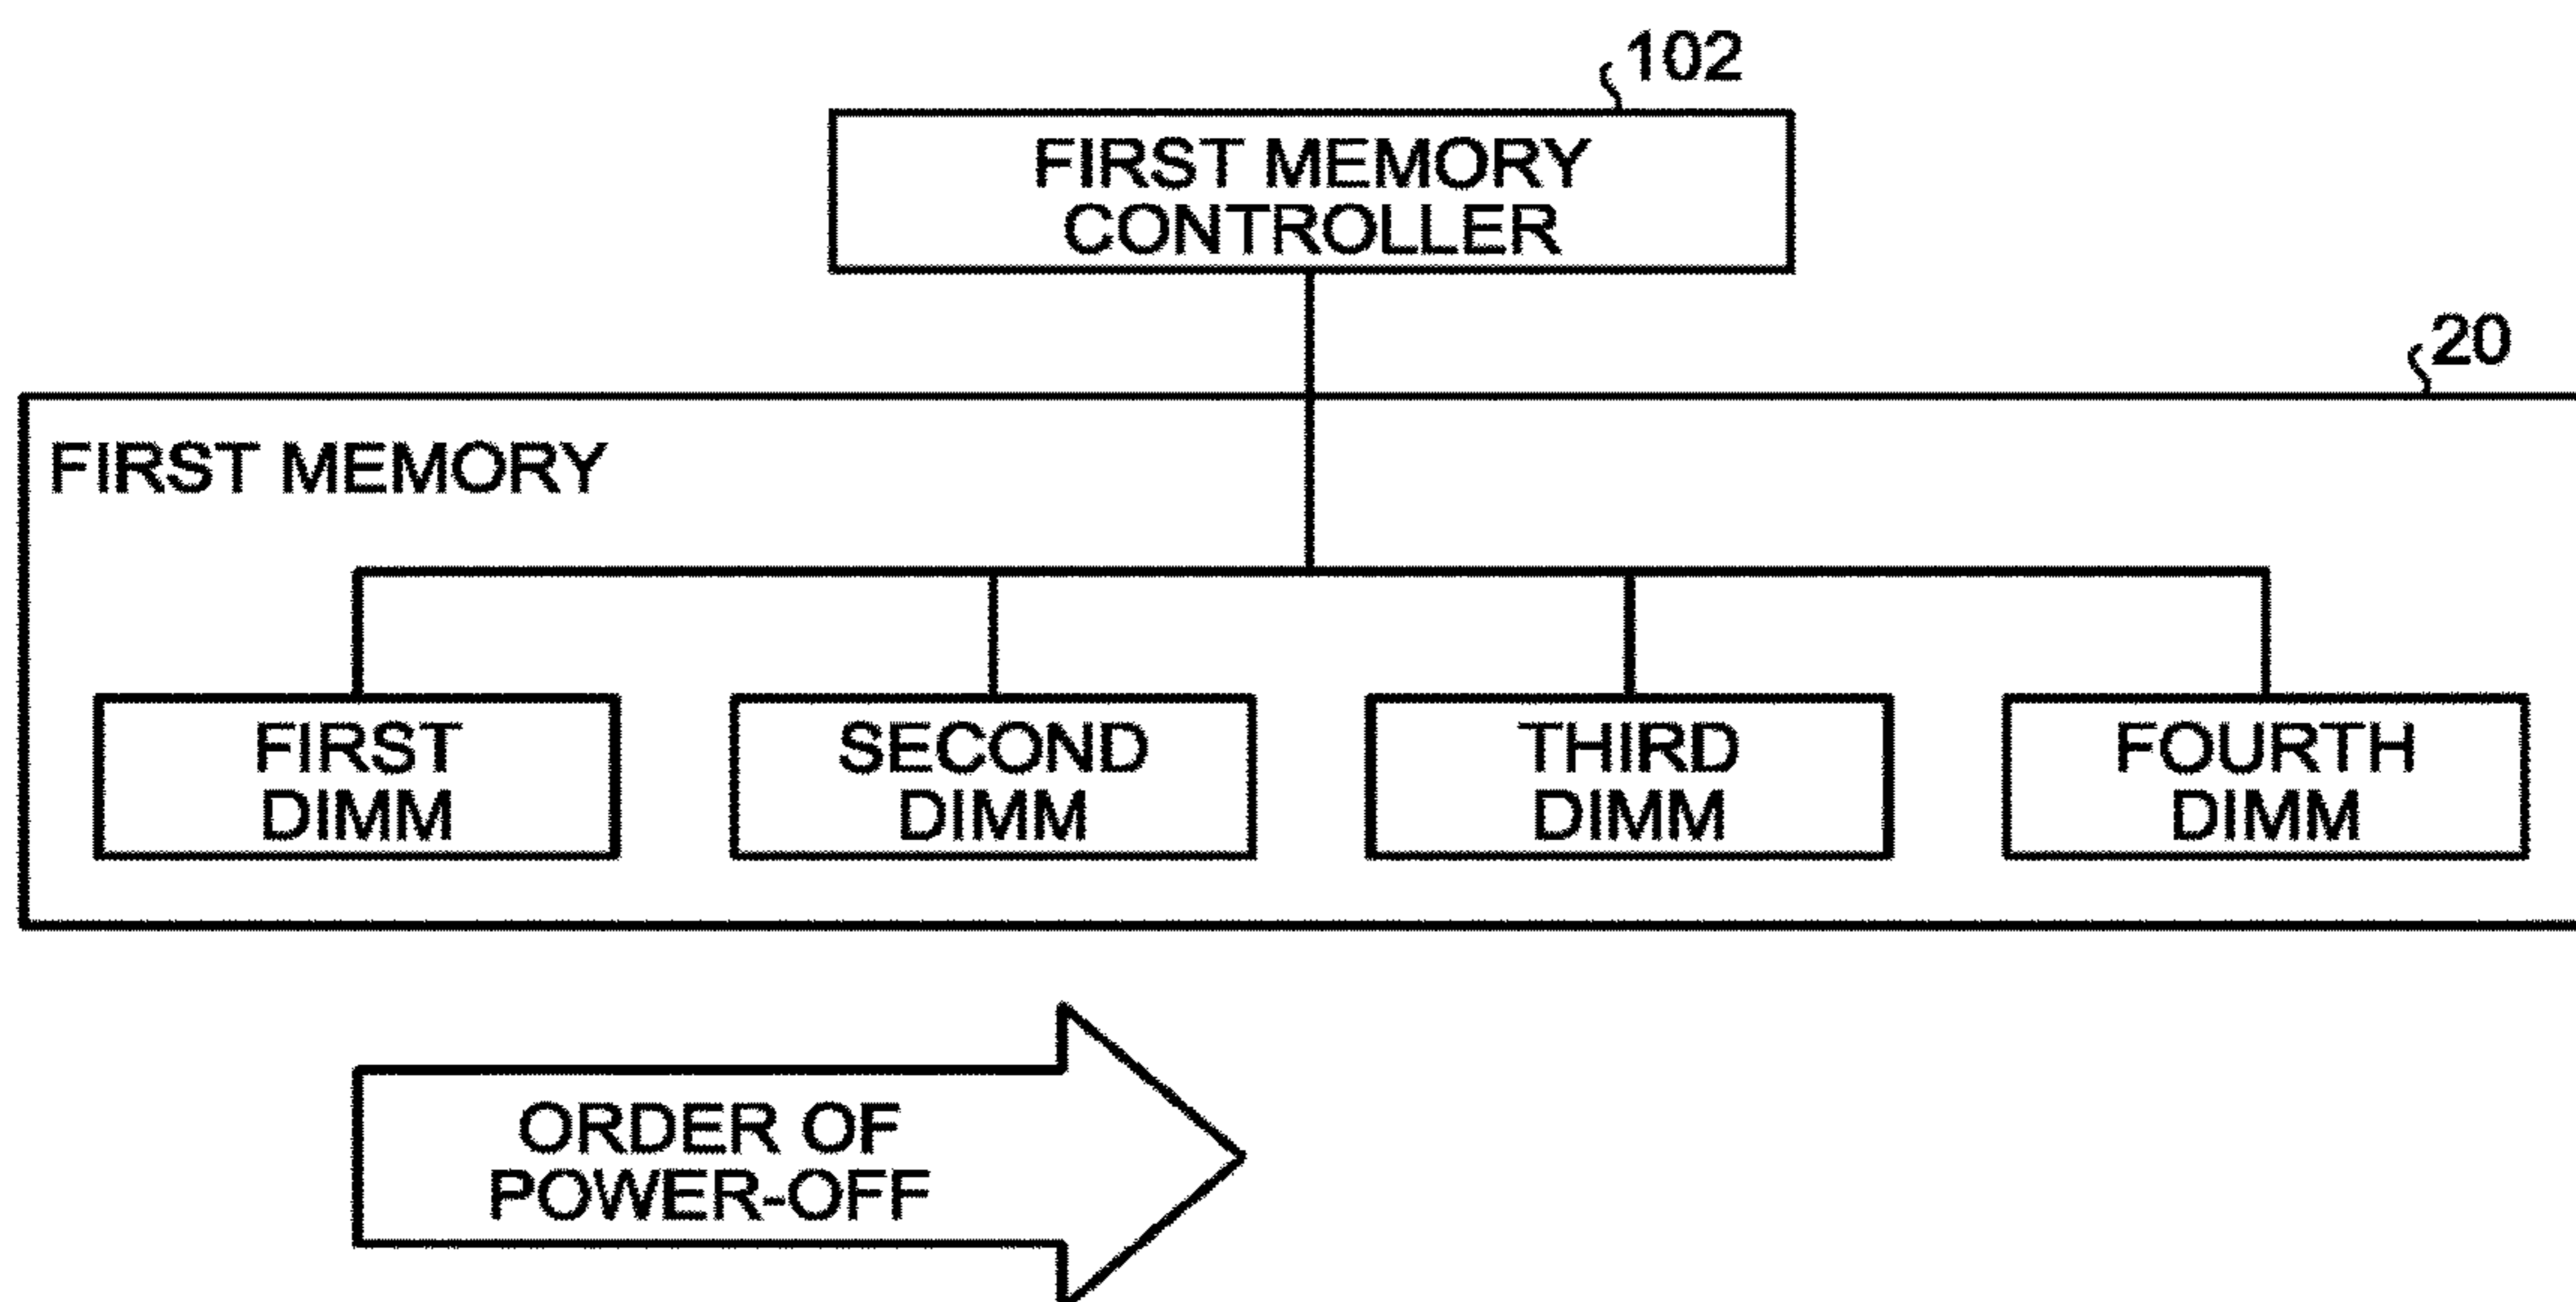 102
FIRST MEMORY
CONTROLLER
20
FIRST MEMORY
FIRST
DIMM
SECOND
DIMM
THIRD
DIMM
FOURTH
DIMM
ORDER OF
POWER-OFF